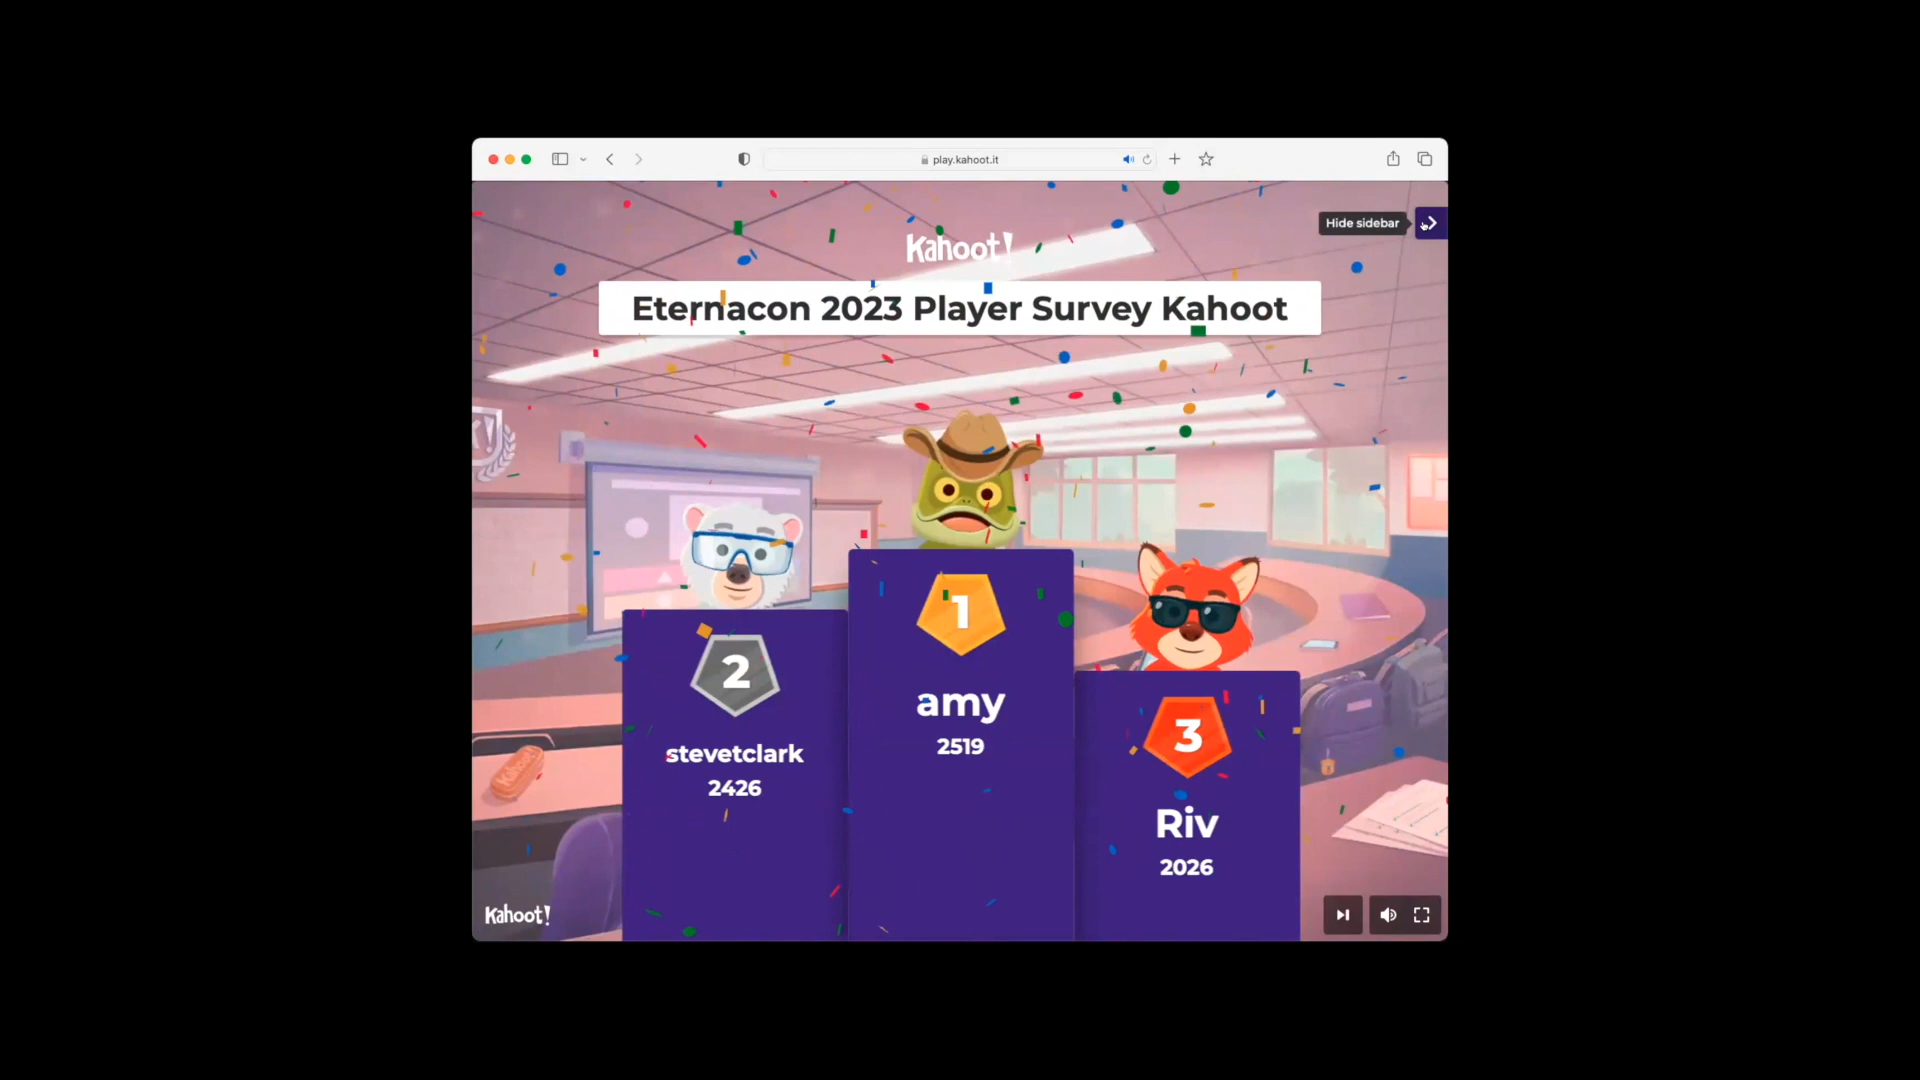 play.kahoot.it
Hide sidebar
Kahoot!
Eternacon 2023 Player Survey Kahoot
1
amy
2519
2
stevetclark
2426
3
Riv
2026
Kahoot!
Kahoot!